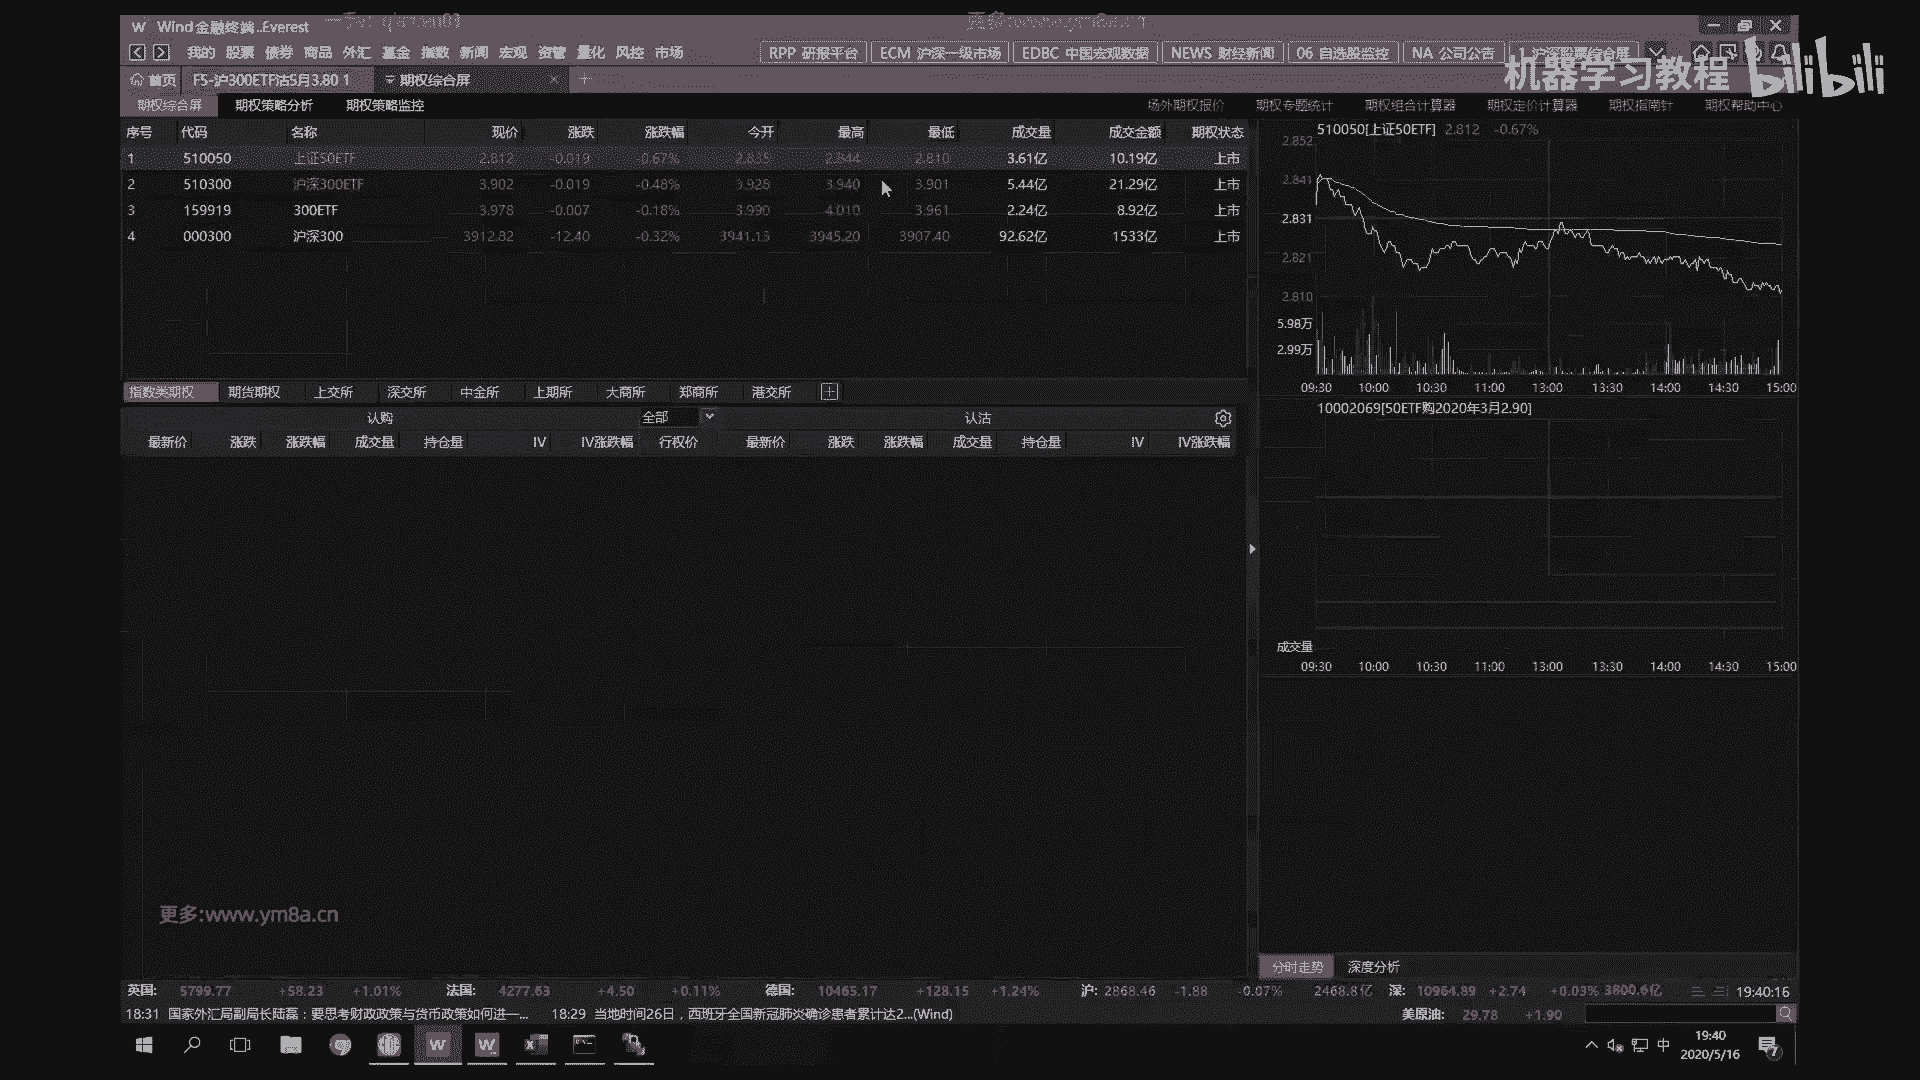 Wind金融终端..Everest
我的 股票 债券 商品 外汇 基金 指数 新闻 宏观 资管 量化 风控 市场 RPP 研报平台 ECM 沪深一级市场 EDBC 中国宏观数据 NEWS 财经新闻 06 自选股监控 NA 公司公告 1 沪深股票综合屏
机器学习教程 bilibili
首页 F5-沪300ETF沽5月3.80 1 期权综合屏
期权综合屏 期权策略分析 期权策略监控 场外期权报价 期权专题统计 期权组合计算器 期权定价计算器 期权指南针 期权帮助中心
序号 代码 名称 现价 涨跌 涨跌幅 今开 最高 最低 成交量 成交金额 期权状态
1 510050 上证50ETF 2.812 -0.019 -0.67% 2.835 2.844 2.810 3.61亿 10.19亿 上市
2 510300 沪深300ETF 3.902 -0.019 -0.48% 3.928 3.940 3.901 5.44亿 21.29亿 上市
3 159919 300ETF 3.978 -0.007 -0.18% 3.990 4.010 3.961 2.24亿 8.92亿 上市
4 000300 沪深300 3912.82 -12.40 -0.32% 3941.13 3945.20 3907.40 92.62亿 1533亿 上市
510050[上证50ETF] 2.812 -0.67%
2.852
2.841
2.831
2.821
2.810
5.98万
2.99万
09:30 10:00 10:30 11:00 13:00 13:30 14:00 14:30 15:00
指数类期权 期货期权 上交所 深交所 中金所 上期所 大商所 郑商所 港交所
认购 全部 认沽
最新价 涨跌 涨跌幅 成交量 持仓量 IV IV涨跌幅 行权价 最新价 涨跌 涨跌幅 成交量 持仓量 IV IV涨跌幅
10002069[50ETF购2020年3月2.90]
成交量
09:30 10:00 10:30 11:00 13:00 13:30 14:00 14:30 15:00
更多:www.ym8a.cn
分时走势 深度分析
英国: 5799.77 +58.23 +1.01% 法国: 4277.63 +4.50 +0.11% 德国: 10465.17 +128.15 +1.24% 沪: 2868.46 -1.88 -0.07% 2468.8亿 深: 10964.89 +2.74 +0.03% 3800.6亿 19:40:16
18:31 国家外汇局副局长陆磊：要思考财政政策与货币政策如何进一... 18:29 当地时间26日，西班牙全国新冠肺炎确诊患者累计达2...(Wind) 美原油: 29.78 +1.90
中 19:40
2020/5/16
7